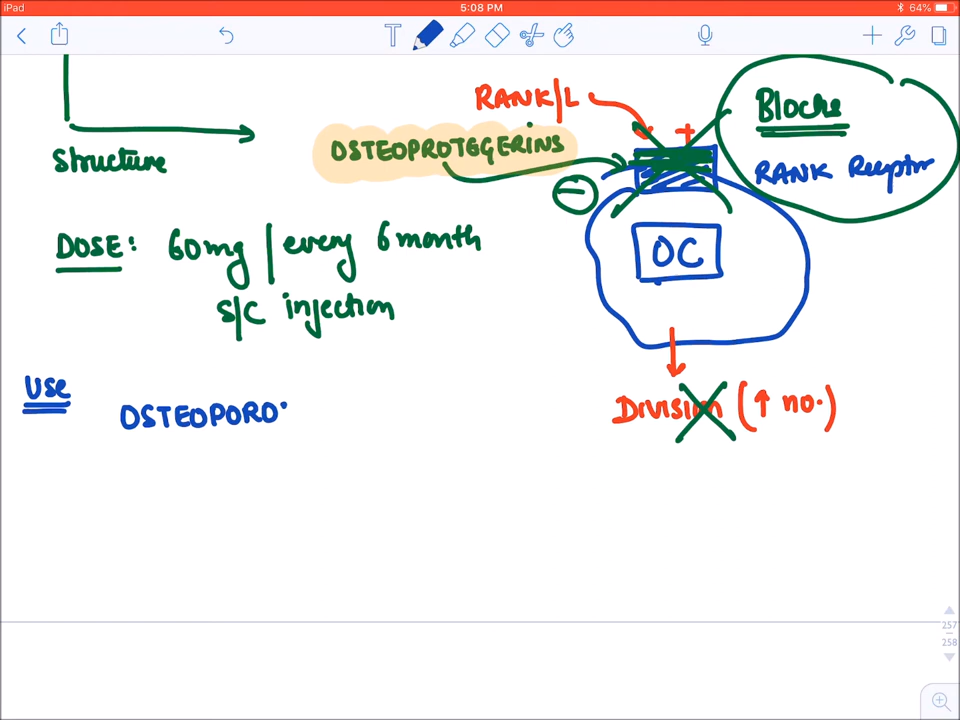 iPad
5:08 PM
64%
T
RANK/L
+
Blocks
RANK Receptor
OSTEOPROTEGERINS
Structure
OC
DOSE: 60mg | every 6 month
S/C injection
Use
OSTEOPORO
Division (↑ no.)
257
258